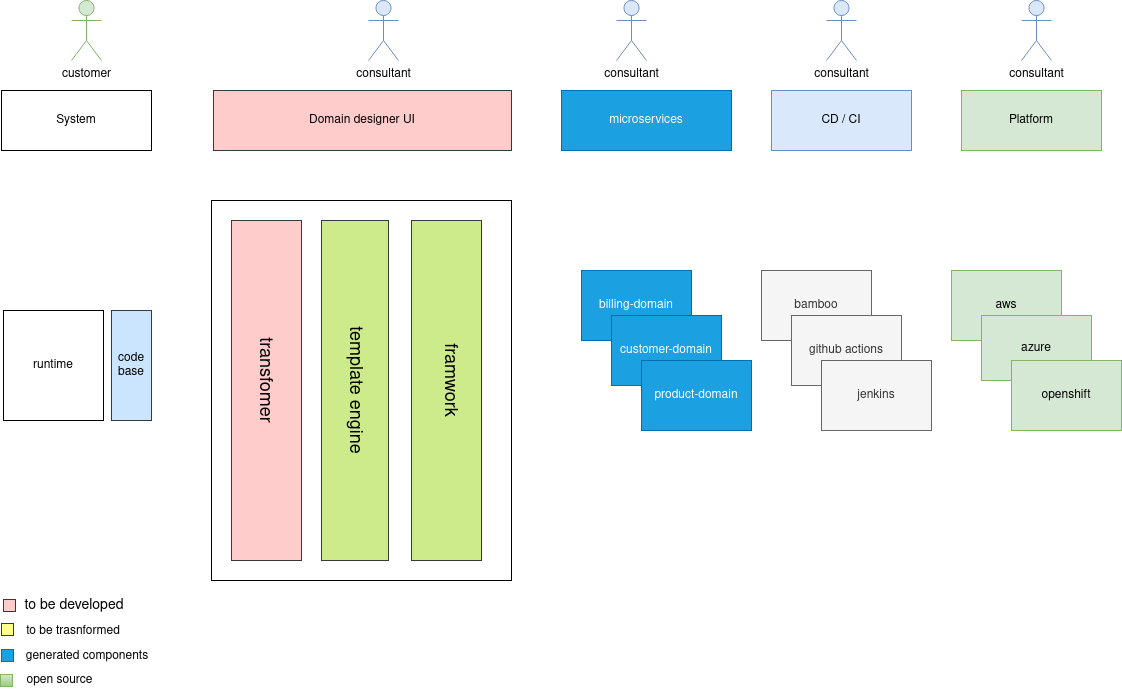 customer
consultant
consultant
consultant
consultant
System
Domain designer UI
microservices
CD / CI
Platform
runtime
code
base
transfomer
template engine
framwork
billing-domain
customer-domain
product-domain
bamboo
github actions
jenkins
aws
azure
openshift
to be developed
to be trasnformed
generated components
open source